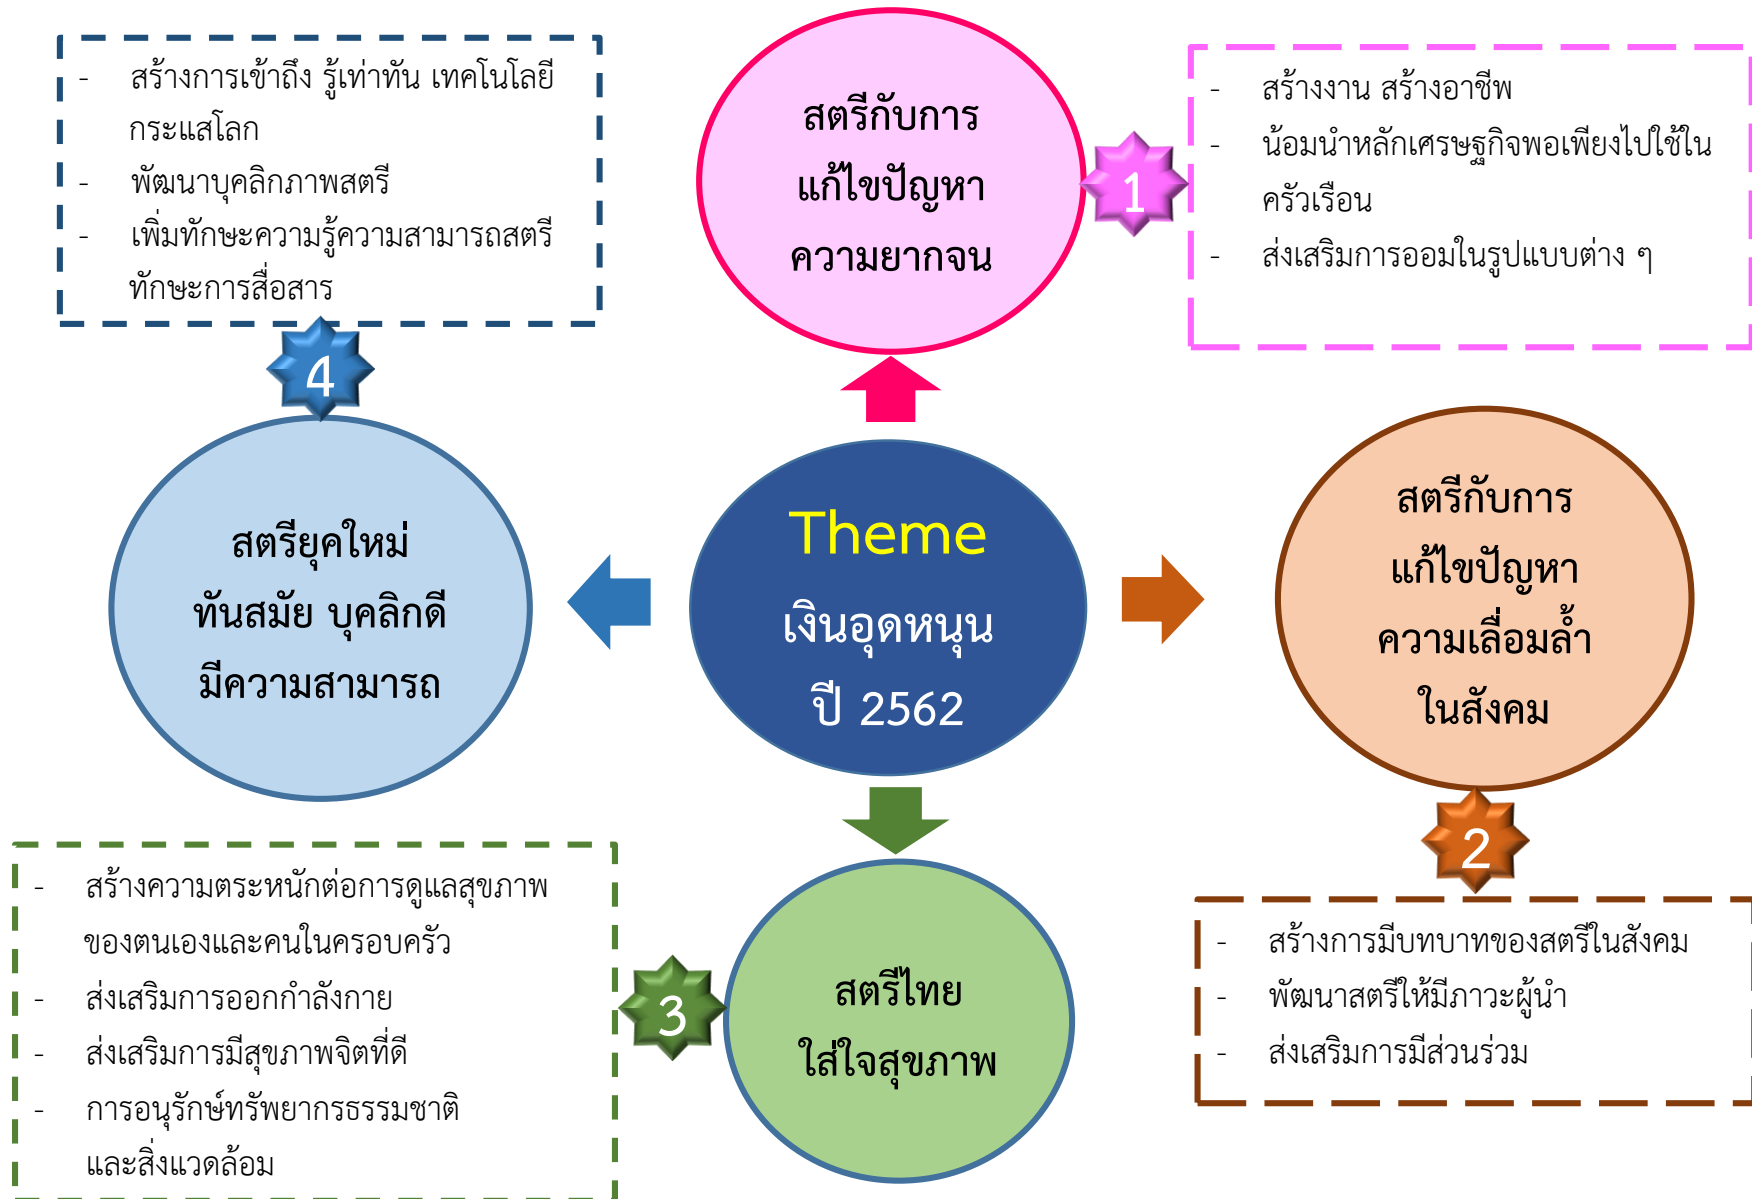 Theme
เงินอุดหนุน
ปี 2562
สตรีกับการ
แก้ไขปัญหา
ความยากจน
1
- สร้างงาน สร้างอาชีพ
- น้อมนำหลักเศรษฐกิจพอเพียงไปใช้ใน
ครัวเรือน
- ส่งเสริมการออมในรูปแบบต่าง ๆ
สตรีกับการ
แก้ไขปัญหา
ความเลื่อมล้ำ
ในสังคม
2
- สร้างการมีบทบาทของสตรีในสังคม
- พัฒนาสตรีให้มีภาวะผู้นำ
- ส่งเสริมการมีส่วนร่วม
สตรีไทย
ใส่ใจสุขภาพ
3
- สร้างความตระหนักต่อการดูแลสุขภาพ
ของตนเองและคนในครอบครัว
- ส่งเสริมการออกกำลังกาย
- ส่งเสริมการมีสุขภาพจิตที่ดี
- การอนุรักษ์ทรัพยากรธรรมชาติ
และสิ่งแวดล้อม
สตรียุคใหม่
ทันสมัย บุคลิกดี
มีความสามารถ
4
- สร้างการเข้าถึง รู้เท่าทัน เทคโนโลยี
กระแสโลก
- พัฒนาบุคลิกภาพสตรี
- เพิ่มทักษะความรู้ความสามารถสตรี
ทักษะการสื่อสาร